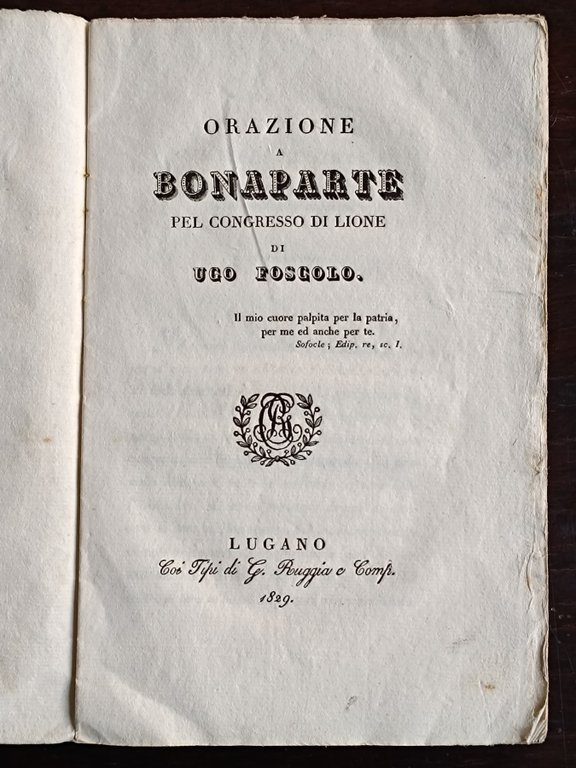 ORAZIONE
A
BONAPARTE
PEL CONGRESSO DI LIONE
DI
UGO FOSCOLO.
Il mio cuore palpita per la patria,
per me ed anche per te.
Sofocle; Edip. re, sc. I.
LUGANO
Coi Tipi di G. Ruggia e Comp.
1829.